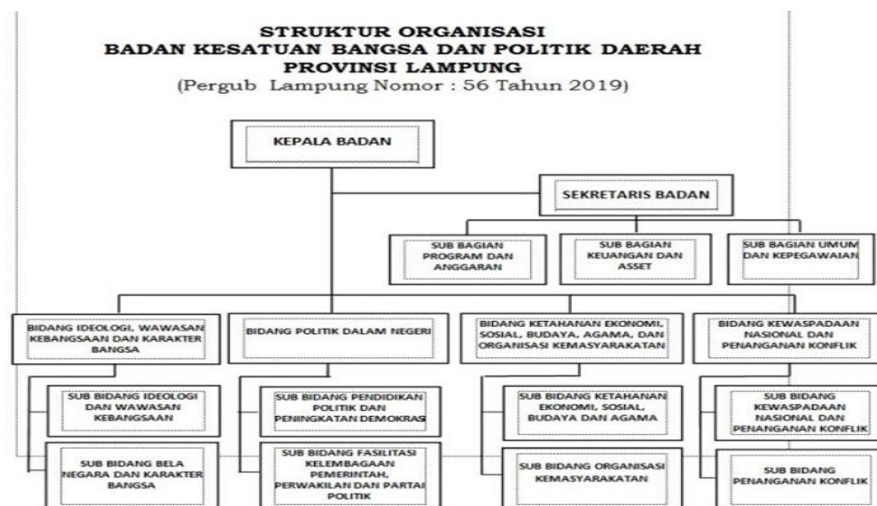 STRUKTUR ORGANISASI
BADAN KESATUAN BANGSA DAN POLITIK DAERAH
PROVINSI LAMPUNG
(Pergub Lampung Nomor : 56 Tahun 2019)
KEPALA BADAN
SEKRETARIS BADAN
SUB BAGIAN
PROGRAM DAN
ANGGARAN
SUB BAGIAN
KEUANGAN DAN
ASSET
SUB BAGIAN UMUM
DAN KEPEGAWAIAN
BIDANG IDEOLOGI, WAWASAN
KEBANGSAAN DAN KARAKTER
BANGSA
BIDANG POLITIK DALAM NEGERI
BIDANG KETAHANAN EKONOMI,
SOSIAL, BUDAYA, AGAMA, DAN
ORGANISASI KEMASYARAKATAN
BIDANG KEWASPADAAN
NASIONAL DAN
PENANGANAN KONFLIK
SUB BIDANG IDEOLOGI
DAN WAWASAN
KEBANGSAAN
SUB BIDANG PENDIDIKAN
POLITIK DAN
PENINGKATAN DEMOKRASI
SUB BIDANG KETAHANAN
EKONOMI, SOSIAL,
BUDAYA DAN AGAMA
SUB BIDANG
KEWASPADAAN
NASIONAL DAN
PENANGANAN KONFLIK
SUB BIDANG BELA
NEGARA DAN KARAKTER
BANGSA
SUB BIDANG FASILITASI
KELEMBAGAAN
PEMERINTAH,
PERWAKILAN DAN PARTAI
POLITIK
SUB BIDANG ORGANISASI
KEMASYARAKATAN
SUB BIDANG
PENANGANAN KONFLIK